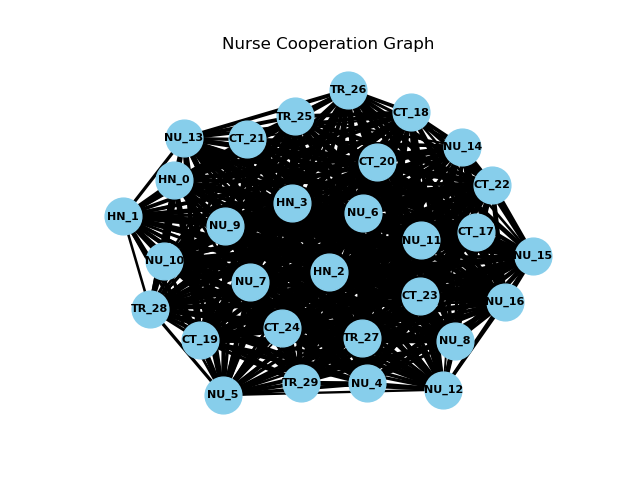 Nurse Cooperation Graph
TR_26
CT_18
TR_25
NU_13
CT_21
NU_14
CT_20
HN_0
CT_22
HN_3
NU_6
HN_1
NU_9
CT_17
NU_11
NU_15
NU_10
HN_2
NU_7
CT_23
NU_16
TR_28
CT_24
TR_27
CT_19
NU_8
TR_29
NU_4
NU_12
NU_5